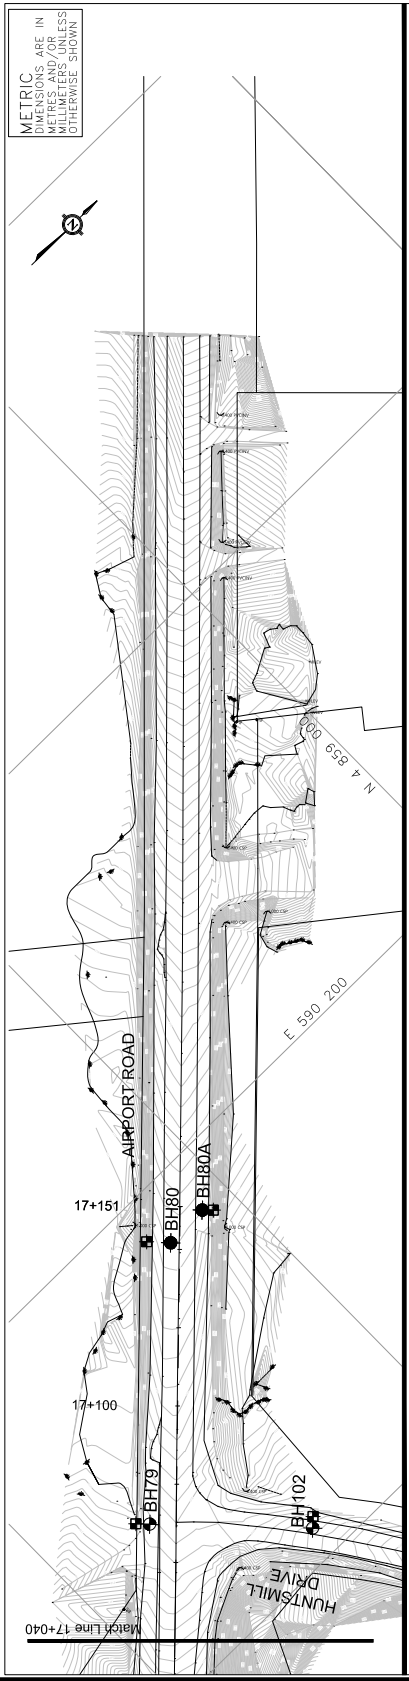 METRIC
DIMENSIONS ARE IN
METRES AND/OR
MILLIMETERS UNLESS
OTHERWISE SHOWN
N
N 4 859 000
E 590 200
AIRPORT ROAD
17+151
BH80
BH80A
17+100
BH79
BH102
HUNTSMILL
DRIVE
Match Line 17+040